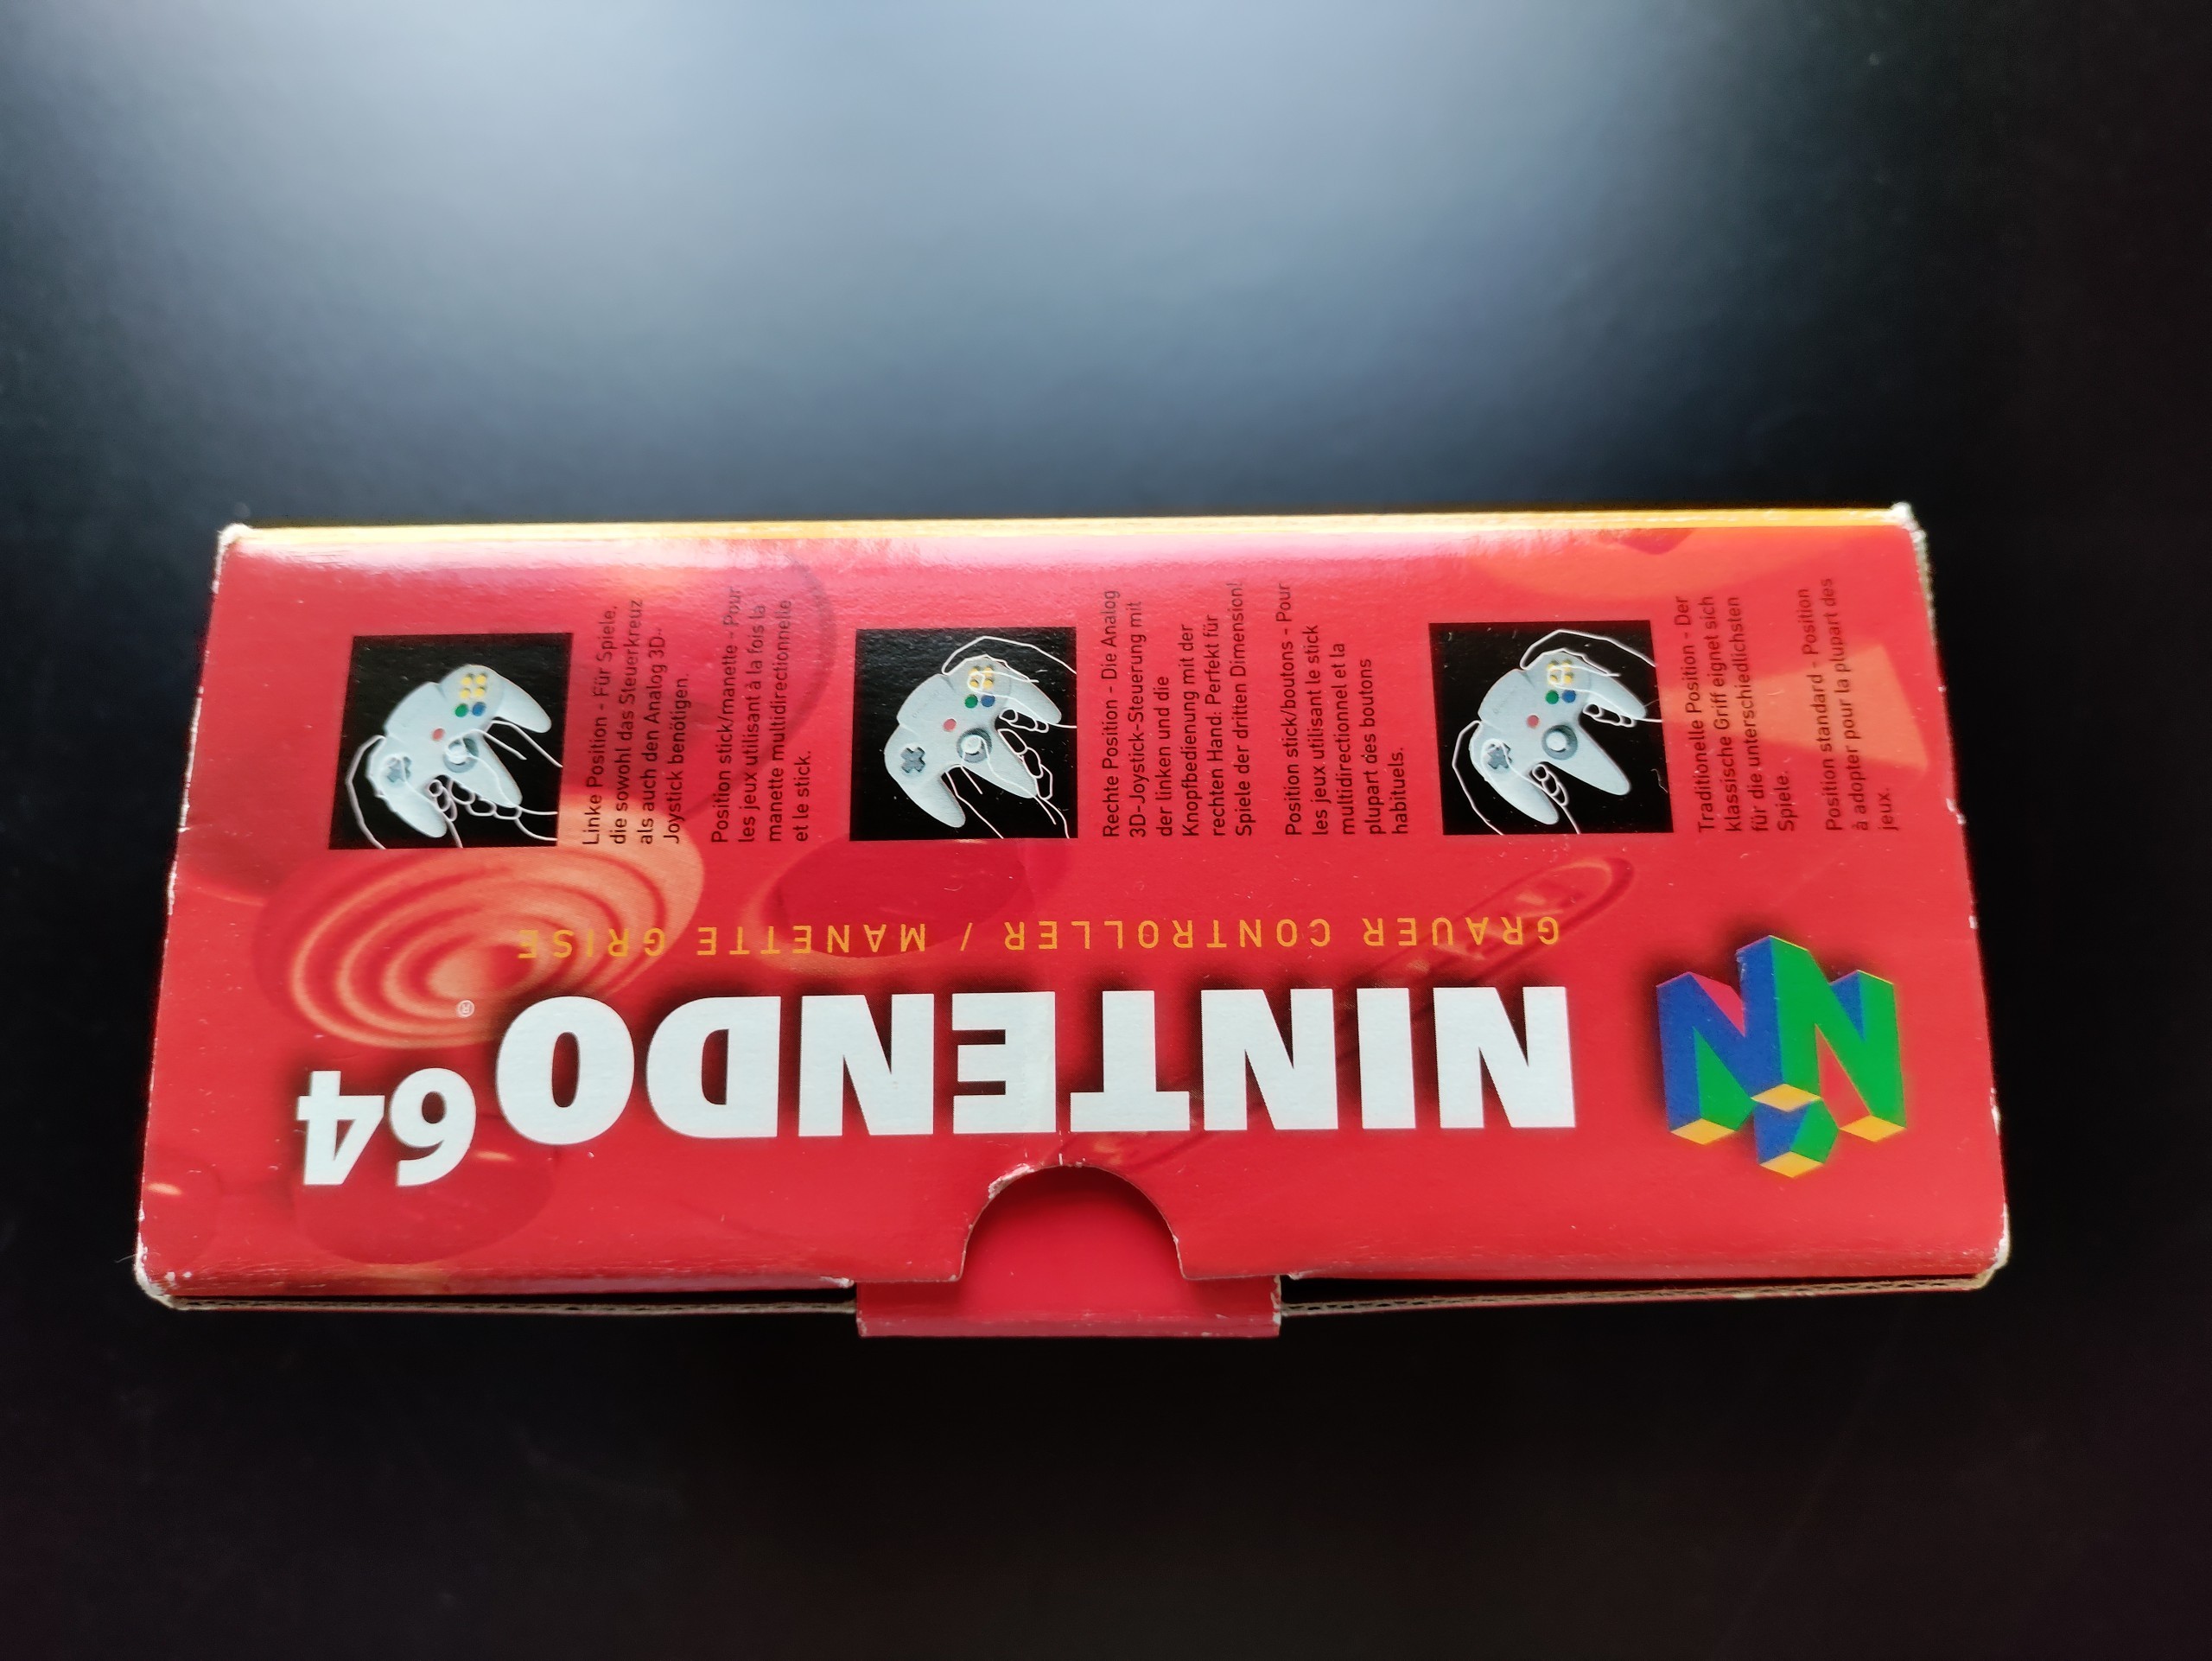 NINTENDO 64
®
GRAUER CONTROLLER / MANETTE GRISE
Linke Position - Für Spiele,
die sowohl das Steuerkreuz
als auch den Analog 3D-
Joystick benötigen.
Position stick/manette - Pour
les jeux utilisant à la fois la
manette multidirectionnelle
et le stick.
Rechte Position - Die Analog
3D-Joystick-Steuerung mit
der linken und die
Knopfbedienung mit der
rechten Hand: Perfekt für
Spiele der dritten Dimension!
Position stick/boutons - Pour
les jeux utilisant le stick
multidirectionnel et la
plupart des boutons
habituels.
Traditionelle Position - Der
klassische Griff eignet sich
für die unterschiedlichsten
Spiele.
Position standard - Position
à adopter pour la plupart des
jeux.